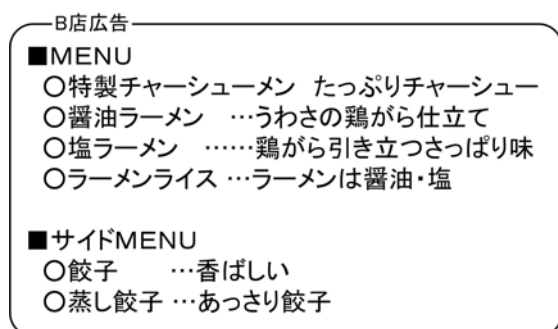 B店広告
■MENU
○特製チャーシューメン たっぷりチャーシュー
○醤油ラーメン …うわさの鶏がら仕立て
○塩ラーメン ……鶏がら引き立つさっぱり味
○ラーメンライス …ラーメンは醤油・塩
■サイドMENU
○餃子 …香ばしい
○蒸し餃子 …あっさり餃子